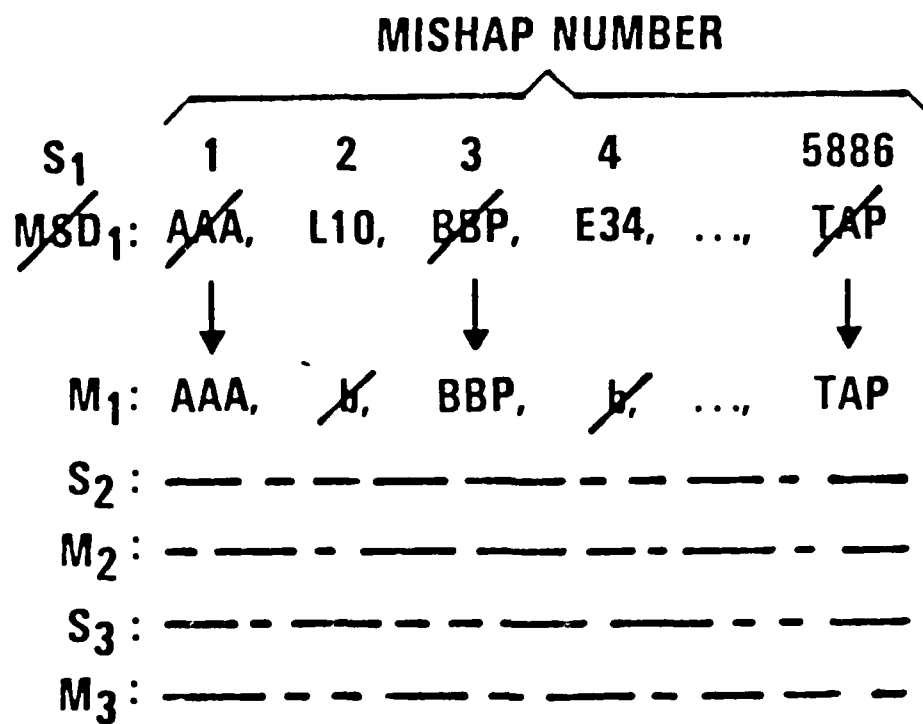 MISHAP NUMBER
S1 1 2 3 4 5886
MSD1: AAA, L10, BBP, E34, ..., TAP
M1: AAA, b, BBP, b, ..., TAP
S2:
M2:
S3:
M3: